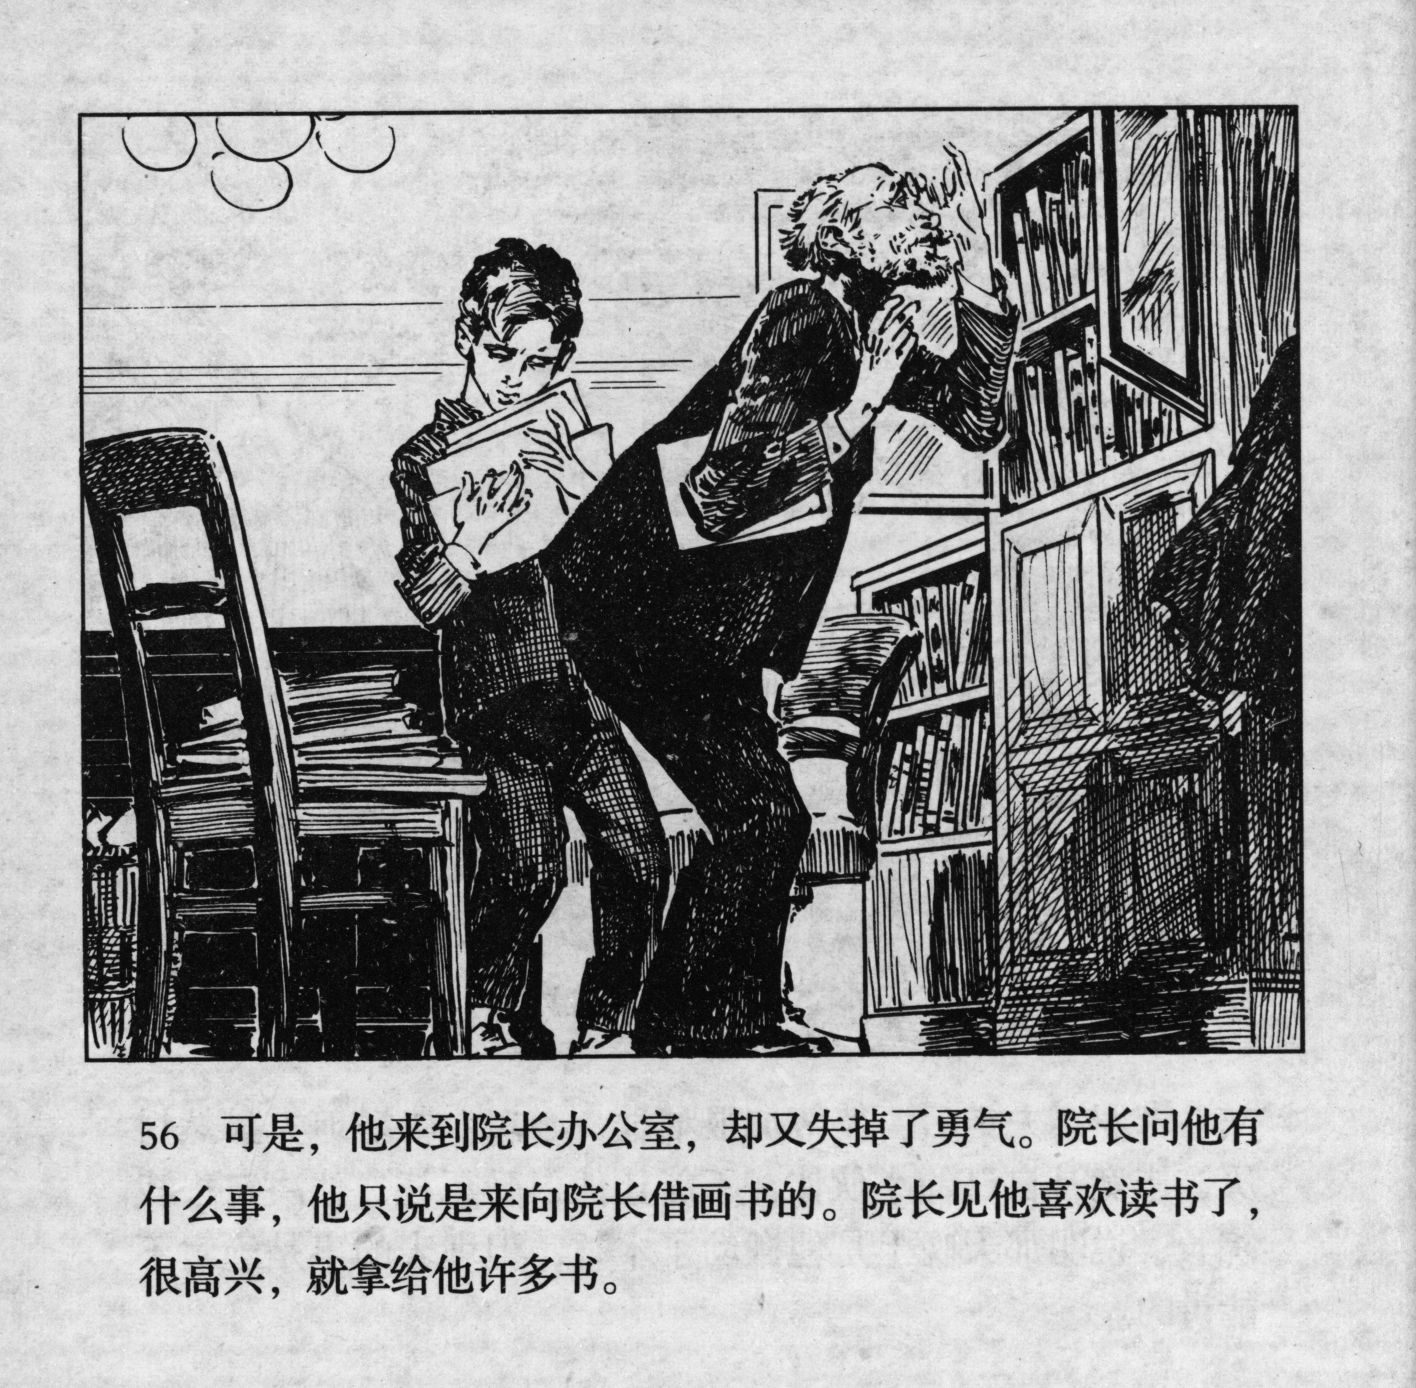 56 可是，他来到院长办公室，却又失掉了勇气。院长问他有
什么事，他只说是来向院长借画书的。院长见他喜欢读书了，
很高兴，就拿给他许多书。